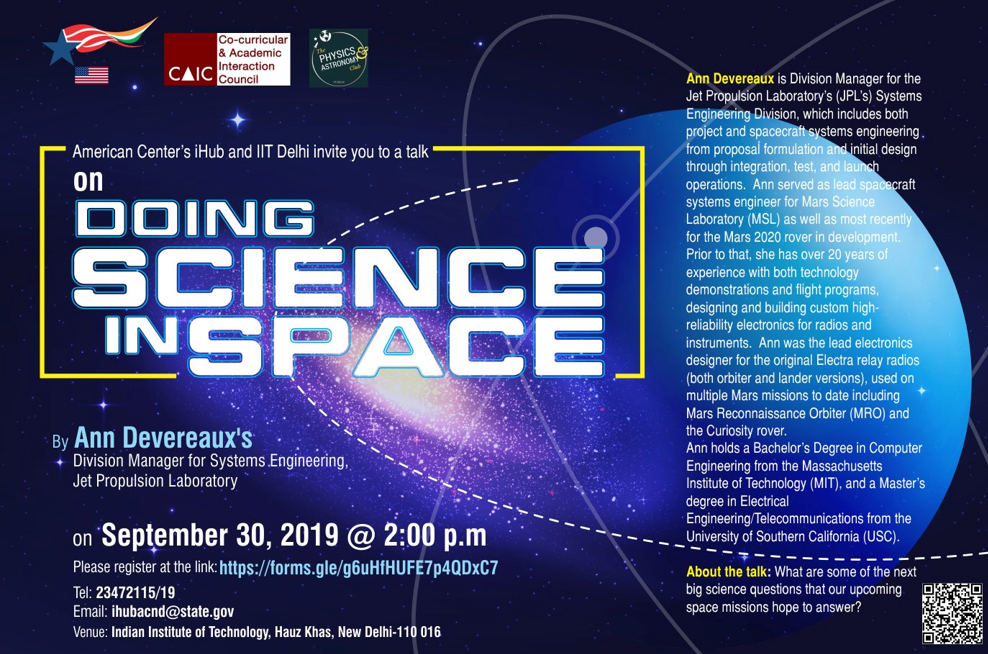 CAIC
Co-curricular
& Academic
Interaction
Council
The
PHYSICS &
ASTRONOMY
Club
American Center's iHub and IIT Delhi invite you to a talk
on
DOING
SCIENCE
IN SPACE
By Ann Devereaux's
Division Manager for Systems Engineering,
Jet Propulsion Laboratory
on September 30, 2019 @ 2:00 p.m
Please register at the link: https://forms.gle/g6uHfHUFE7p4QDxC7
Tel: 23472115/19
Email: ihubacnd@state.gov
Venue: Indian Institute of Technology, Hauz Khas, New Delhi-110 016
Ann Devereaux is Division Manager for the
Jet Propulsion Laboratory's (JPL's) Systems
Engineering Division, which includes both
project and spacecraft systems engineering
from proposal formulation and initial design
through integration, test, and launch
operations. Ann served as lead spacecraft
systems engineer for Mars Science
Laboratory (MSL) as well as most recently
for the Mars 2020 rover in development.
Prior to that, she has over 20 years of
experience with both technology
demonstrations and flight programs,
designing and building custom high-
reliability electronics for radios and
instruments. Ann was the lead electronics
designer for the original Electra relay radios
(both orbiter and lander versions), used on
multiple Mars missions to date including
Mars Reconnaissance Orbiter (MRO) and
the Curiosity rover.
Ann holds a Bachelor's Degree in Computer
Engineering from the Massachusetts
Institute of Technology (MIT), and a Master's
degree in Electrical
Engineering/Telecommunications from the
University of Southern California (USC).
About the talk: What are some of the next
big science questions that our upcoming
space missions hope to answer?